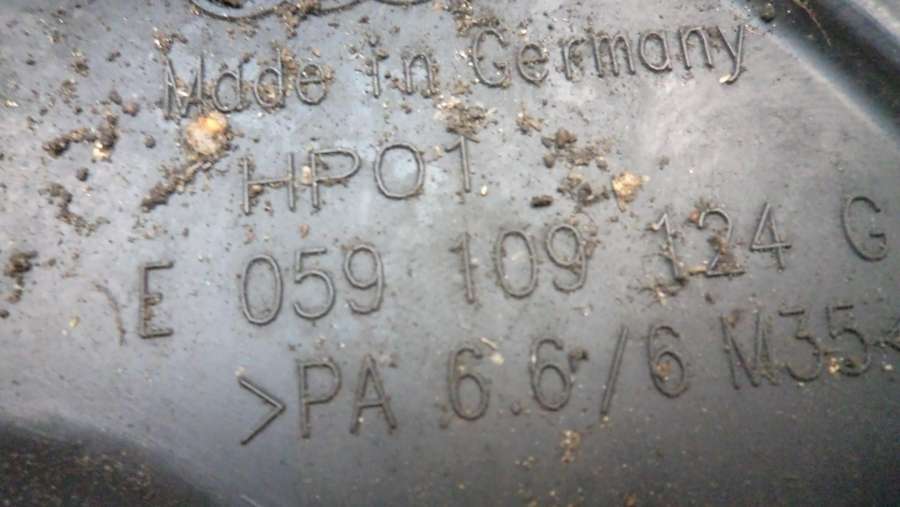 Made in Germany
HP01
E 059 109 124 G
>PA 6.6/6 M35<